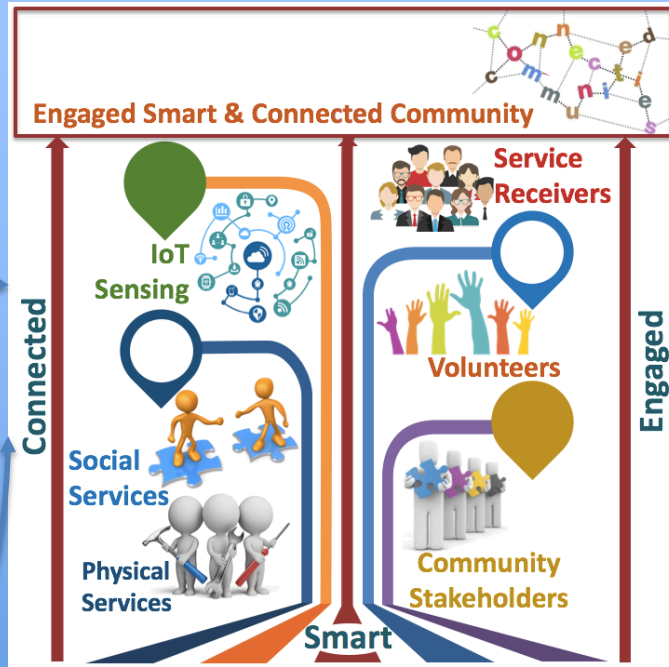 connected
communities
Engaged Smart & Connected Community
IoT
Sensing
Service
Receivers
Connected
Volunteers
Engaged
Social
Services
Physical
Services
Community
Stakeholders
Smart